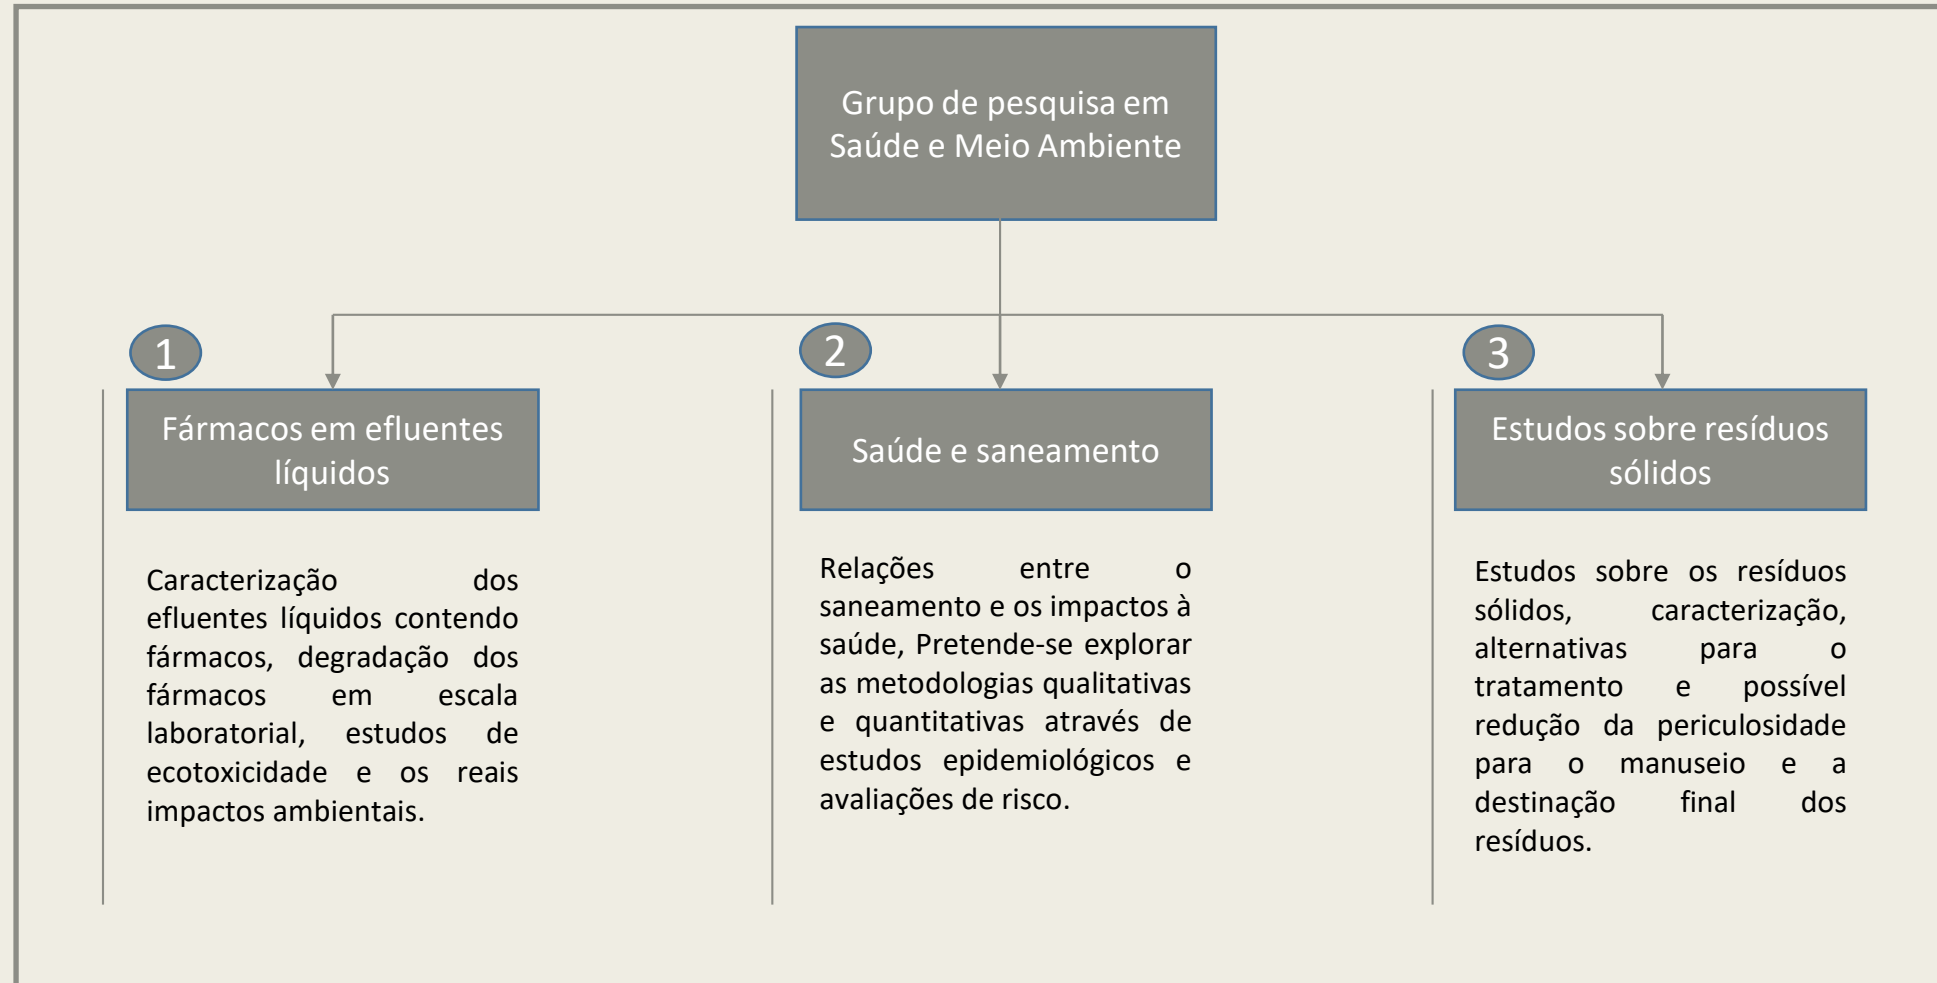 Grupo de pesquisa em
Saúde e Meio Ambiente
1
Fármacos em efluentes
líquidos
Caracterização dos
efluentes líquidos contendo
fármacos, degradação dos
fármacos em escala
laboratorial, estudos de
ecotoxicidade e os reais
impactos ambientais.
2
Saúde e saneamento
Relações entre o
saneamento e os impactos à
saúde, Pretende-se explorar
as metodologias qualitativas
e quantitativas através de
estudos epidemiológicos e
avaliações de risco.
3
Estudos sobre resíduos
sólidos
Estudos sobre os resíduos
sólidos, caracterização,
alternativas para o
tratamento e possível
redução da periculosidade
para o manuseio e a
destinação final dos
resíduos.